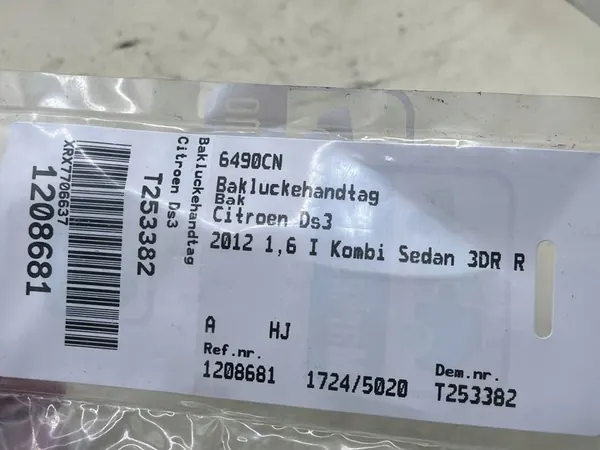 XRX7706637
1208681
T253382
Bakluckehandtag
Citroen Ds3
6490CN
Bakluckehandtag
Bak
Citroen Ds3
2012 1,6 I Kombi Sedan 3DR R
A HJ
Ref.nr. Dem.nr.
1208681 1724/5020 T253382